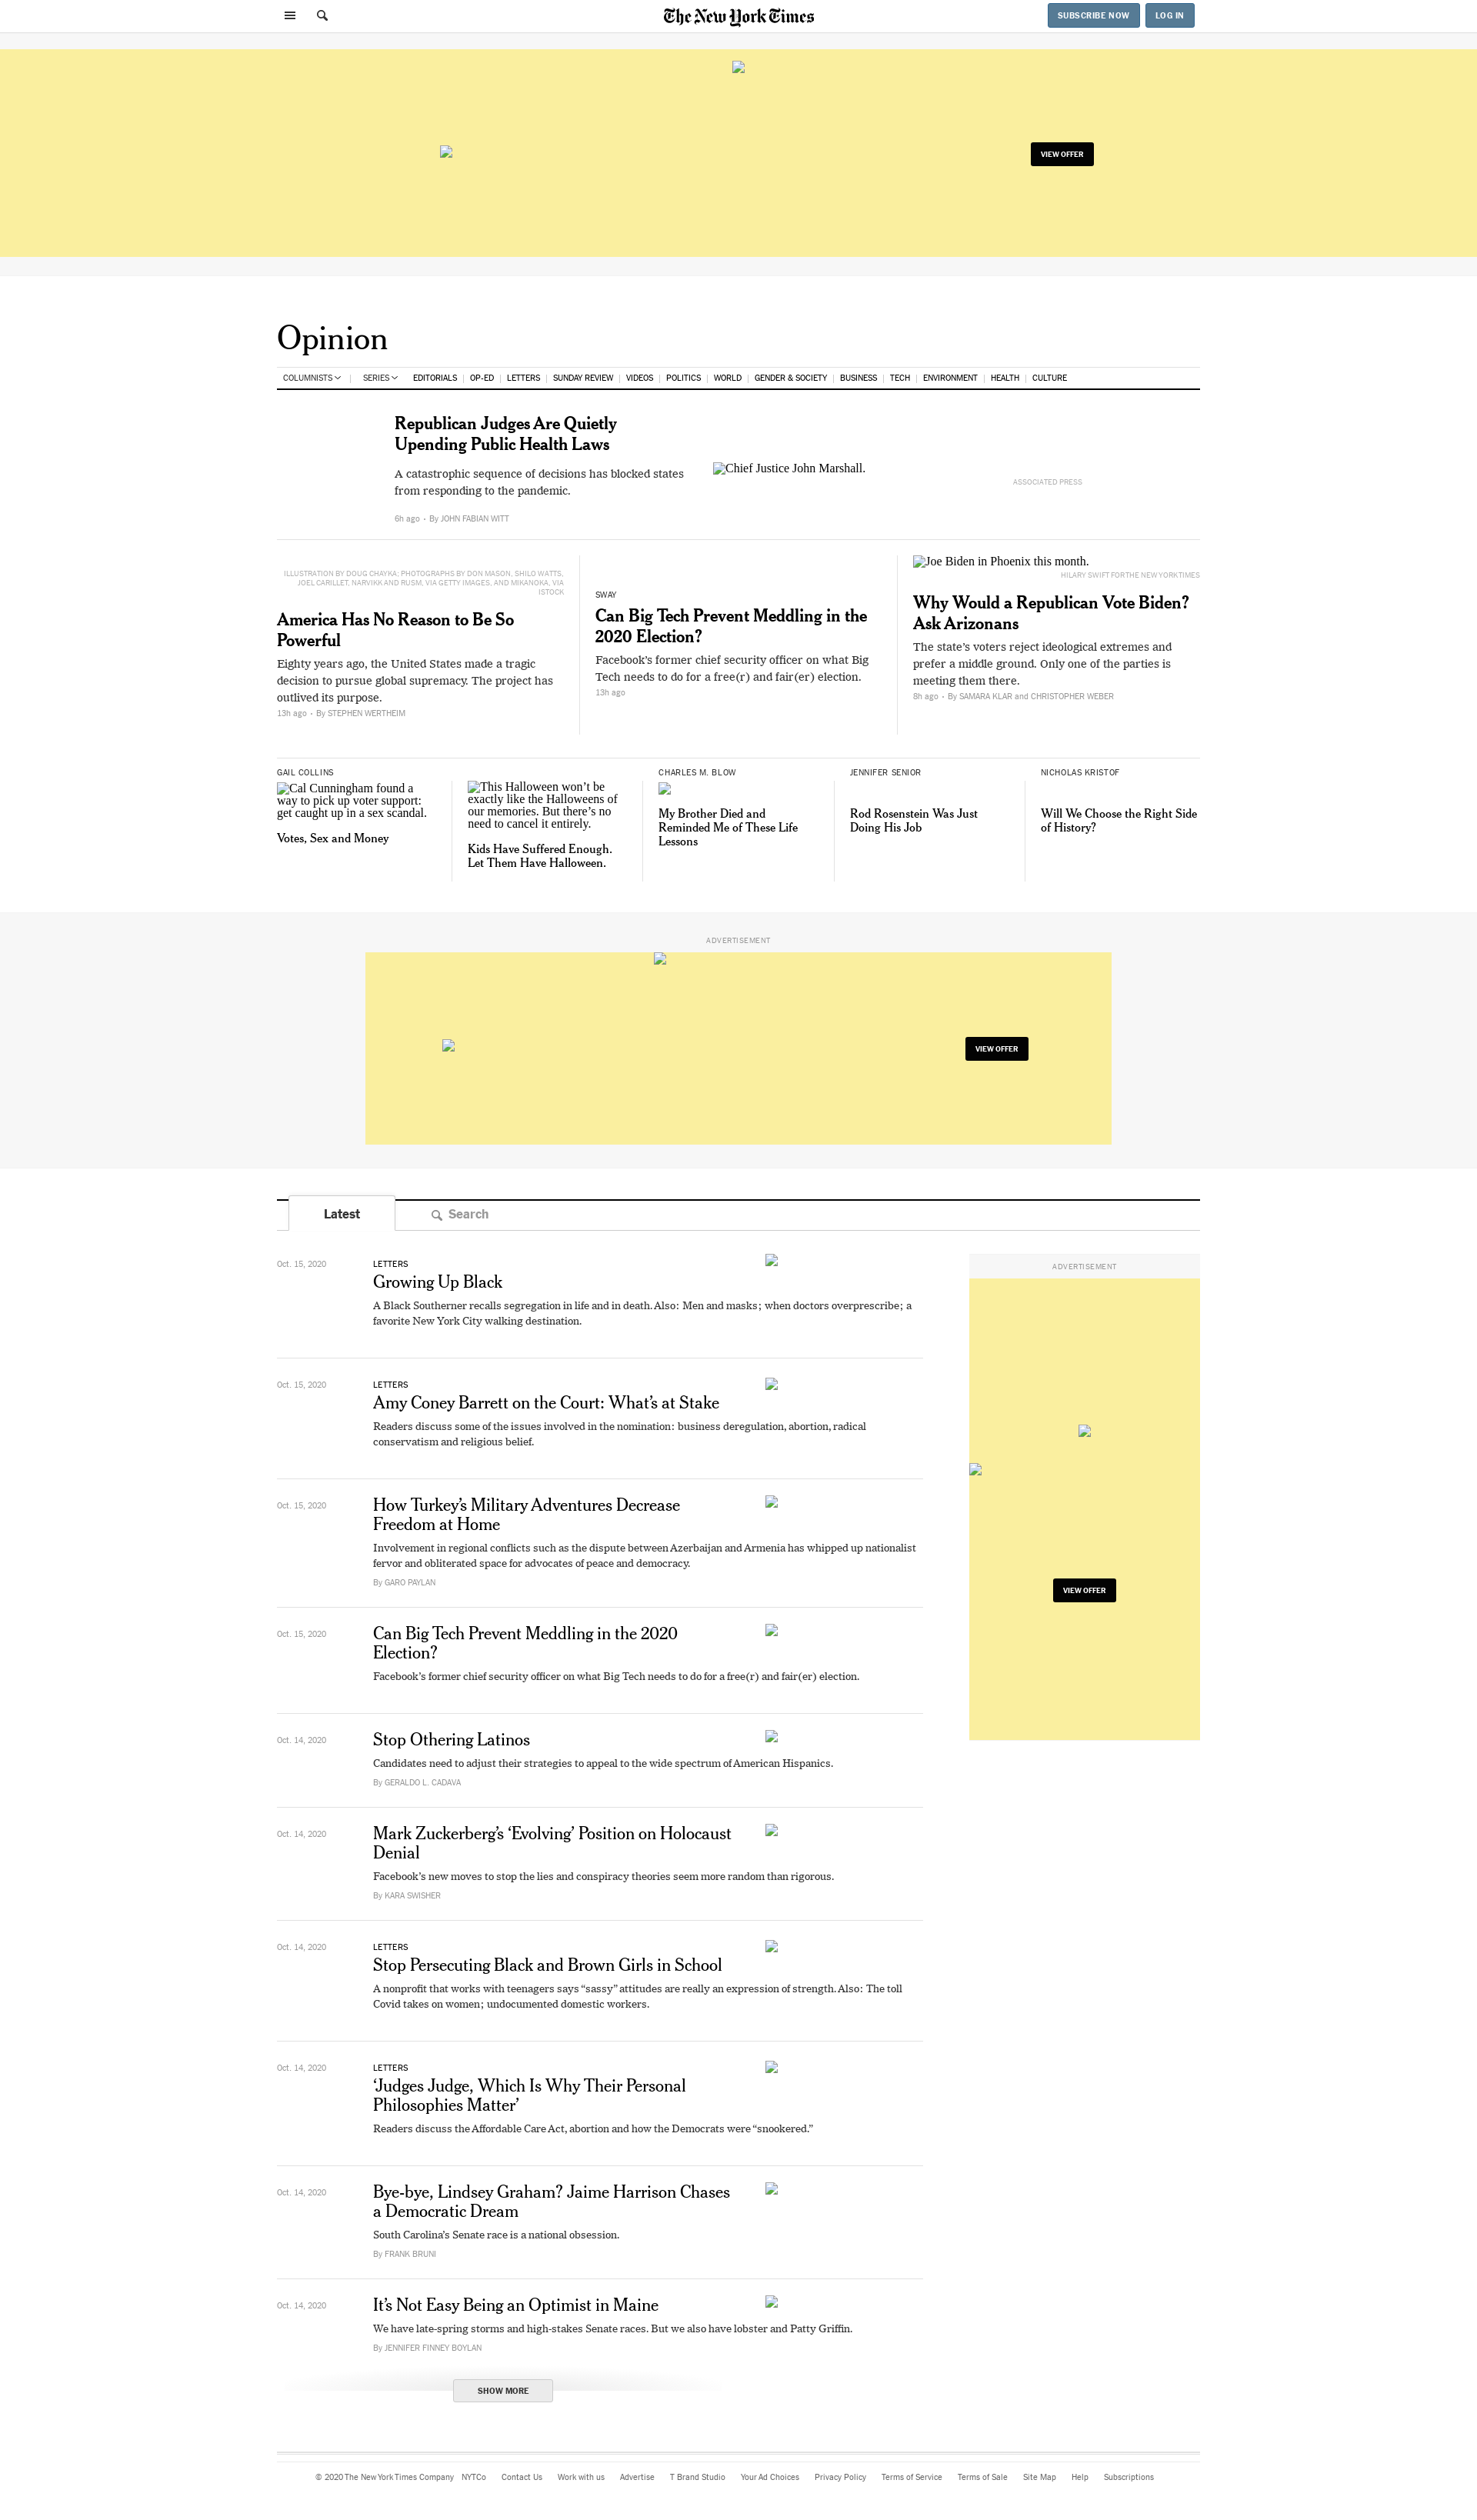 The New York Times
SUBSCRIBE NOW
LOG IN
VIEW OFFER
Opinion
COLUMNISTS | SERIES EDITORIALS | OP-ED | LETTERS | SUNDAY REVIEW | VIDEOS | POLITICS | WORLD | GENDER & SOCIETY | BUSINESS | TECH | ENVIRONMENT | HEALTH | CULTURE
Republican Judges Are Quietly
Upending Public Health Laws
A catastrophic sequence of decisions has blocked states
from responding to the pandemic.
6h ago • By JOHN FABIAN WITT
Chief Justice John Marshall.
ASSOCIATED PRESS
ILLUSTRATION BY DOUG CHAYKA; PHOTOGRAPHS BY DON MASON, SHILO WATTS,
JOEL CARILLET, NARVIKK AND RUSM, VIA GETTY IMAGES, AND MIKANOKA, VIA
ISTOCK
America Has No Reason to Be So
Powerful
Eighty years ago, the United States made a tragic
decision to pursue global supremacy. The project has
outlived its purpose.
13h ago • By STEPHEN WERTHEIM
SWAY
Can Big Tech Prevent Meddling in the
2020 Election?
Facebook’s former chief security officer on what Big
Tech needs to do for a free(r) and fair(er) election.
13h ago
Joe Biden in Phoenix this month.
HILARY SWIFT FOR THE NEW YORK TIMES
Why Would a Republican Vote Biden?
Ask Arizonans
The state’s voters reject ideological extremes and
prefer a middle ground. Only one of the parties is
meeting them there.
8h ago • By SAMARA KLAR and CHRISTOPHER WEBER
GAIL COLLINS
Cal Cunningham found a
way to pick up voter support:
get caught up in a sex scandal.
Votes, Sex and Money
This Halloween won’t be
exactly like the Halloweens of
our memories. But there’s no
need to cancel it entirely.
Kids Have Suffered Enough.
Let Them Have Halloween.
CHARLES M. BLOW
My Brother Died and
Reminded Me of These Life
Lessons
JENNIFER SENIOR
Rod Rosenstein Was Just
Doing His Job
NICHOLAS KRISTOF
Will We Choose the Right Side
of History?
ADVERTISEMENT
VIEW OFFER
Latest
Search
Oct. 15, 2020
LETTERS
Growing Up Black
A Black Southerner recalls segregation in life and in death. Also: Men and masks; when doctors overprescribe; a
favorite New York City walking destination.
ADVERTISEMENT
VIEW OFFER
Oct. 15, 2020
LETTERS
Amy Coney Barrett on the Court: What’s at Stake
Readers discuss some of the issues involved in the nomination: business deregulation, abortion, radical
conservatism and religious belief.
Oct. 15, 2020
How Turkey’s Military Adventures Decrease
Freedom at Home
Involvement in regional conflicts such as the dispute between Azerbaijan and Armenia has whipped up nationalist
fervor and obliterated space for advocates of peace and democracy.
By GARO PAYLAN
Oct. 15, 2020
Can Big Tech Prevent Meddling in the 2020
Election?
Facebook’s former chief security officer on what Big Tech needs to do for a free(r) and fair(er) election.
Oct. 14, 2020
Stop Othering Latinos
Candidates need to adjust their strategies to appeal to the wide spectrum of American Hispanics.
By GERALDO L. CADAVA
Oct. 14, 2020
Mark Zuckerberg’s ‘Evolving’ Position on Holocaust
Denial
Facebook’s new moves to stop the lies and conspiracy theories seem more random than rigorous.
By KARA SWISHER
Oct. 14, 2020
LETTERS
Stop Persecuting Black and Brown Girls in School
A nonprofit that works with teenagers says “sassy” attitudes are really an expression of strength. Also: The toll
Covid takes on women; undocumented domestic workers.
Oct. 14, 2020
LETTERS
‘Judges Judge, Which Is Why Their Personal
Philosophies Matter’
Readers discuss the Affordable Care Act, abortion and how the Democrats were “snookered.”
Oct. 14, 2020
Bye-bye, Lindsey Graham? Jaime Harrison Chases
a Democratic Dream
South Carolina’s Senate race is a national obsession.
By FRANK BRUNI
Oct. 14, 2020
It’s Not Easy Being an Optimist in Maine
We have late-spring storms and high-stakes Senate races. But we also have lobster and Patty Griffin.
By JENNIFER FINNEY BOYLAN
SHOW MORE
© 2020 The New York Times Company NYTCo Contact Us Work with us Advertise T Brand Studio Your Ad Choices Privacy Policy Terms of Service Terms of Sale Site Map Help Subscriptions